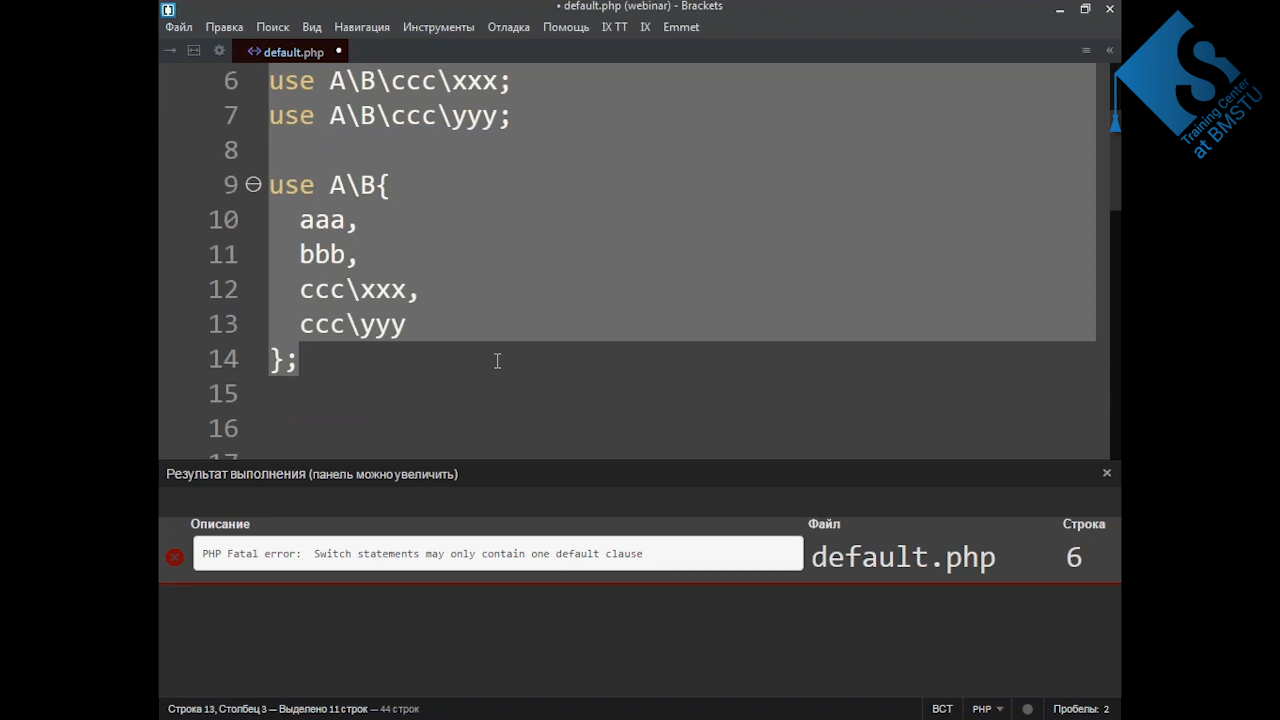 • default.php (webinar) - Brackets
Файл Правка Поиск Вид Навигация Инструменты Отладка Помощь IX TT IX Emmet
default.php •
6 use A\B\ccc\xxx;
7 use A\B\ccc\yyy;
8
9 use A\B{
10 aaa,
11 bbb,
12 ccc\xxx,
13 ccc\yyy
14 };
15
16
17
Результат выполнения (панель можно увеличить)
Описание Файл Строка
PHP Fatal error: Switch statements may only contain one default clause default.php 6
Строка 13, Столбец 3 — Выделено 11 строк — 44 строк ВСТ PHP Пробелы: 2
Training Center
at BMSTU